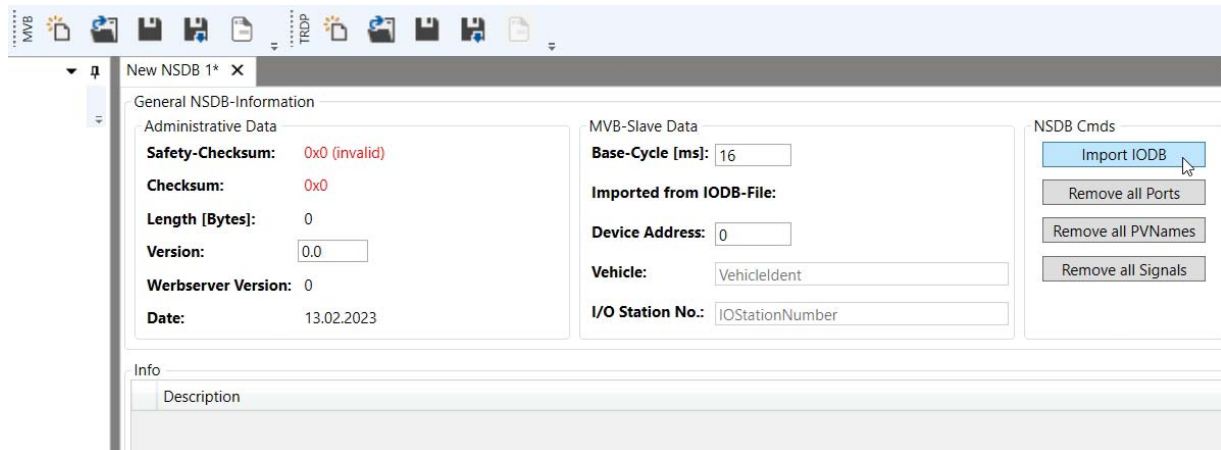 MVB
TRDP
New NSDB 1* X
General NSDB-Information
Administrative Data
Safety-Checksum: 0x0 (invalid)
Checksum: 0x0
Length [Bytes]: 0
Version: 0.0
Werbserver Version: 0
Date: 13.02.2023
MVB-Slave Data
Base-Cycle [ms]: 16
Imported from IODB-File:
Device Address: 0
Vehicle: VehicleIdent
I/O Station No.: IOStationNumber
NSDB Cmds
Import IODB
Remove all Ports
Remove all PVNames
Remove all Signals
Info
Description